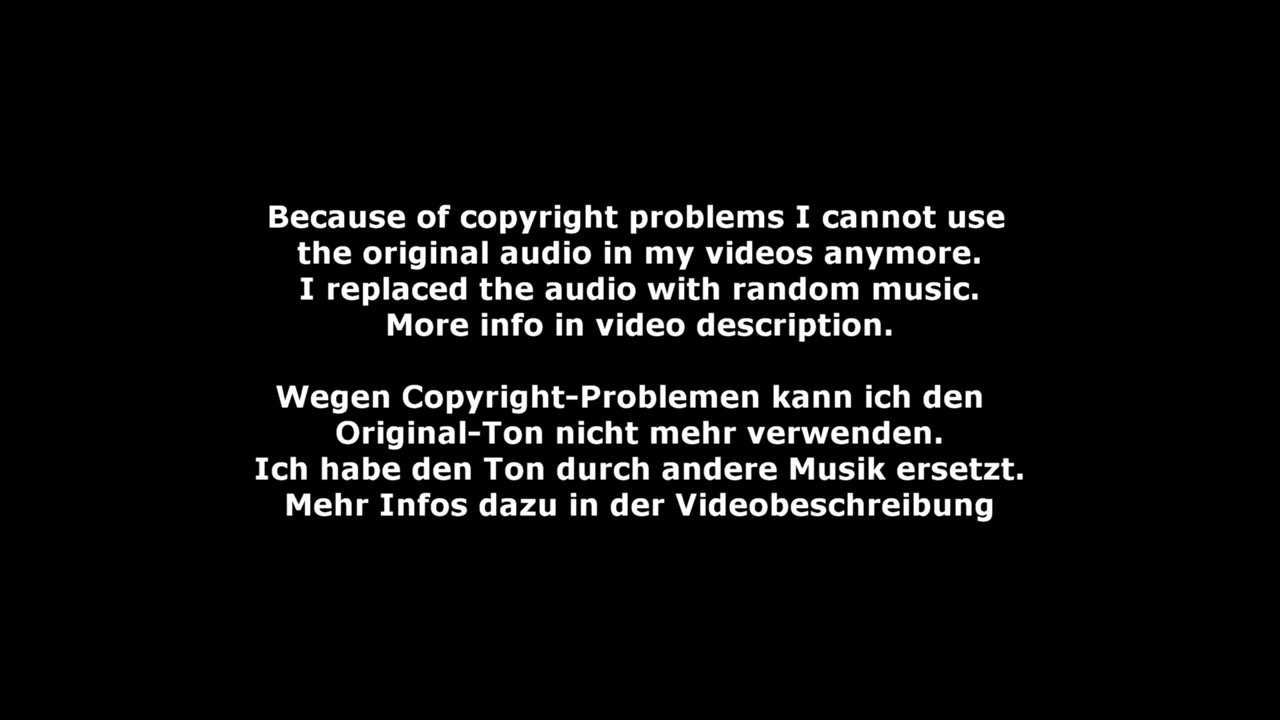 Because of copyright problems I cannot use
the original audio in my videos anymore.
I replaced the audio with random music.
More info in video description.
Wegen Copyright-Problemen kann ich den
Original-Ton nicht mehr verwenden.
Ich habe den Ton durch andere Musik ersetzt.
Mehr Infos dazu in der Videobeschreibung